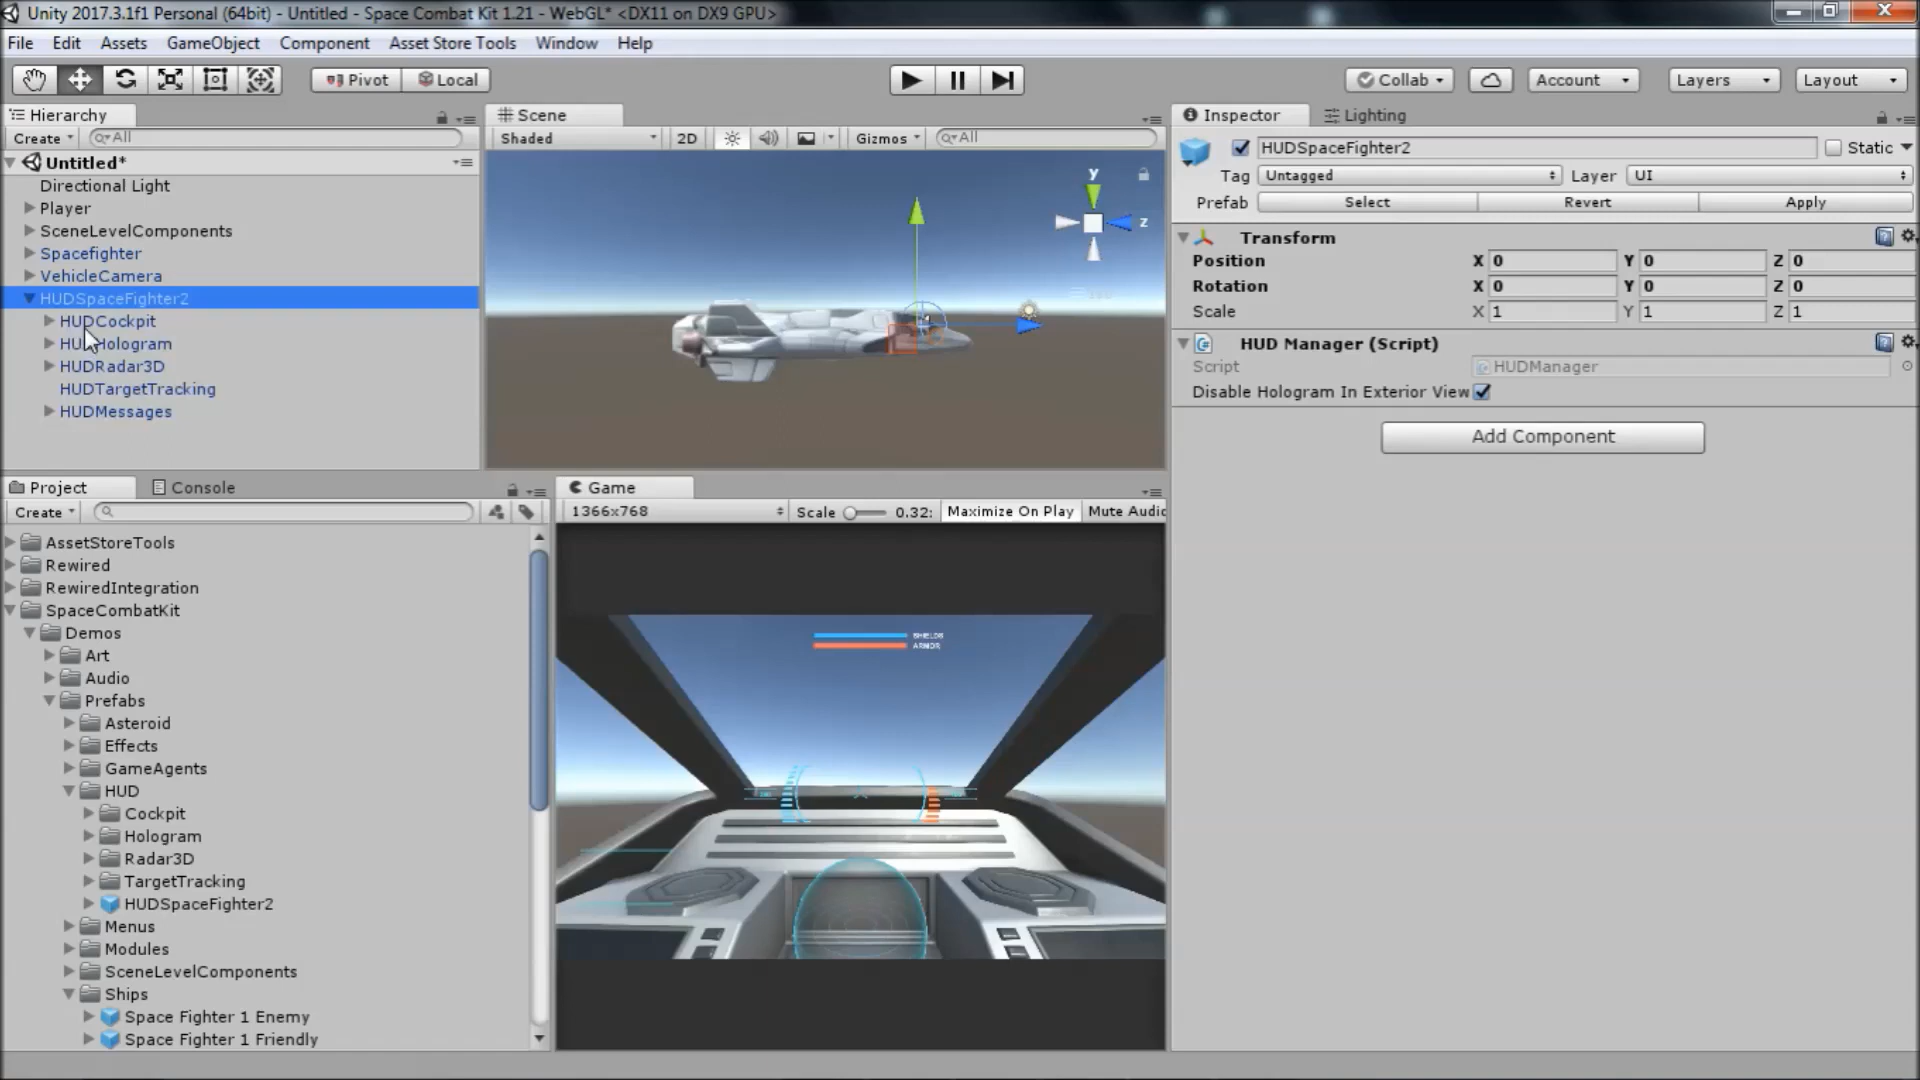 Unity 2017.3.1f1 Personal (64bit) - Untitled - Space Combat Kit 1.21 - WebGL* <DX11 on DX9 GPU>
File Edit Assets GameObject Component Asset Store Tools Window Help
Pivot Local Collab Account Layers Layout
Hierarchy
Create All
Untitled*
Directional Light
Player
SceneLevelComponents
Spacefighter
VehicleCamera
HUDSpaceFighter2
HUDCockpit
HUDHologram
HUDRadar3D
HUDTargetTracking
HUDMessages
Scene
Shaded 2D Gizmos All
y
z
Inspector Lighting
HUDSpaceFighter2 Static
Tag Untagged Layer UI
Prefab Select Revert Apply
Transform
Position X 0 Y 0 Z 0
Rotation X 0 Y 0 Z 0
Scale X 1 Y 1 Z 1
HUD Manager (Script)
Script HUDManager
Disable Hologram In Exterior View
Add Component
Project Console
Create
AssetStoreTools
Rewired
RewiredIntegration
SpaceCombatKit
Demos
Art
Audio
Prefabs
Asteroid
Effects
GameAgents
HUD
Cockpit
Hologram
Radar3D
TargetTracking
HUDSpaceFighter2
Menus
Modules
SceneLevelComponents
Ships
Space Fighter 1 Enemy
Space Fighter 1 Friendly
Game
1366x768 Scale 0.32: Maximize On Play Mute Audio
SHIELDS
ARMOR